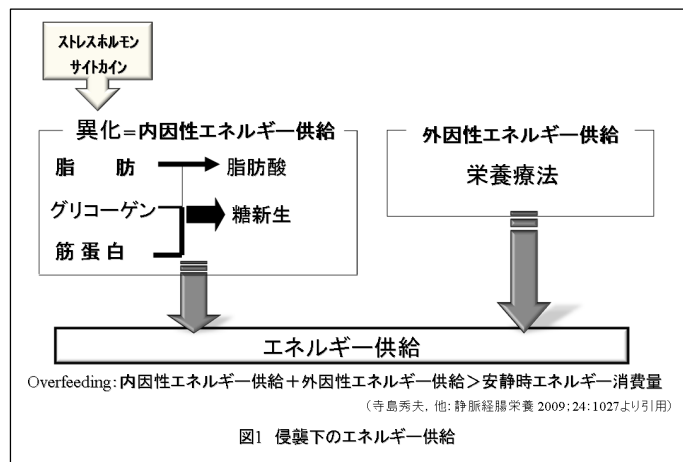 ストレスホルモン
サイトカイン
異化=内因性エネルギー供給
脂 肪
脂肪酸
グリコーゲン
糖新生
筋 蛋 白
外因性エネルギー供給
栄養療法
エネルギー供給
Overfeeding:内因性エネルギー供給+外因性エネルギー供給>安静時エネルギー消費量
(寺島秀夫,他:静脈経腸栄養 2009;24:1027より引用)
図1 侵襲下のエネルギー供給